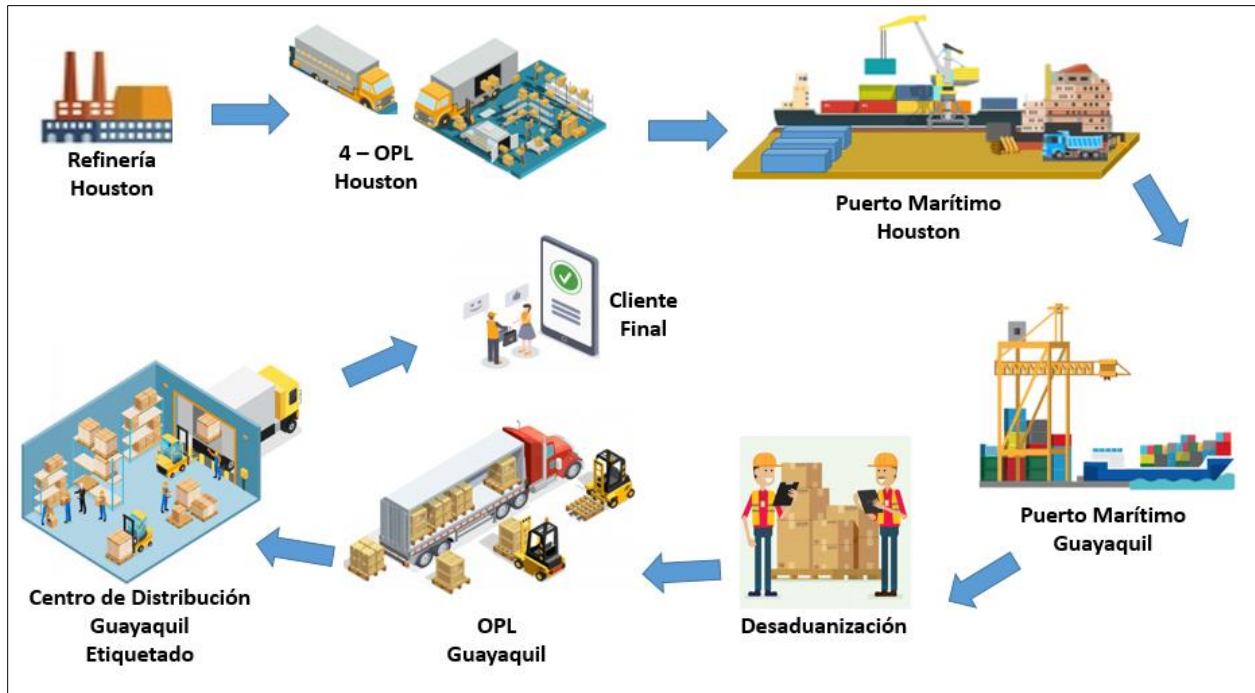 Refinería
Houston
4 – OPL
Houston
Puerto Marítimo
Houston
Puerto Marítimo
Guayaquil
Desaduanización
OPL
Guayaquil
Centro de Distribución
Guayaquil
Etiquetado
Cliente
Final